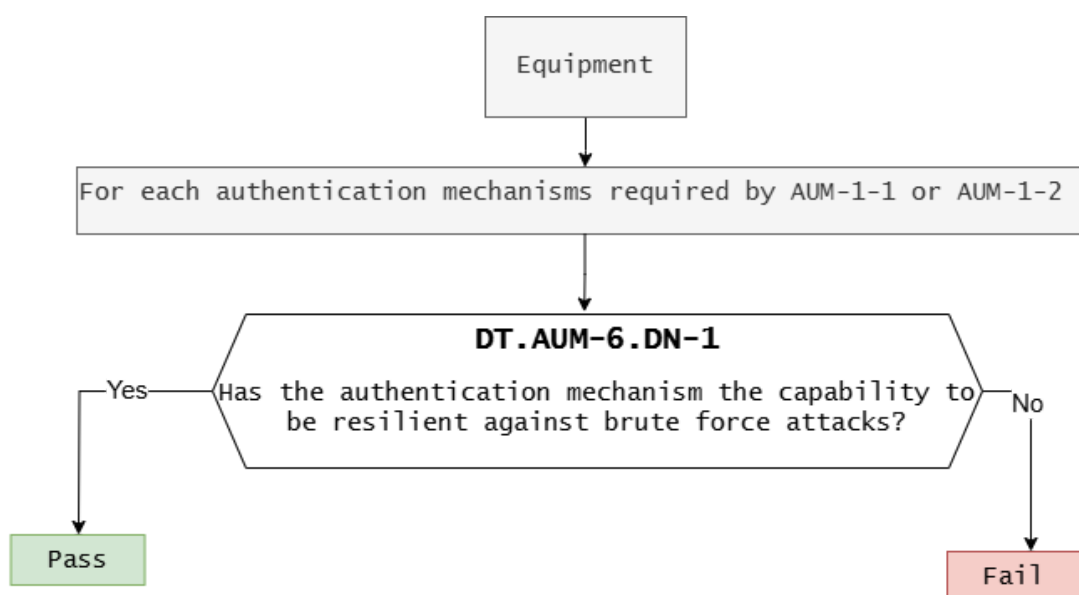 Equipment
For each authentication mechanisms required by AUM-1-1 or AUM-1-2
DT.AUM-6.DN-1
Yes
Has the authentication mechanism the capability to
No
be resilient against brute force attacks?
Pass
Fail